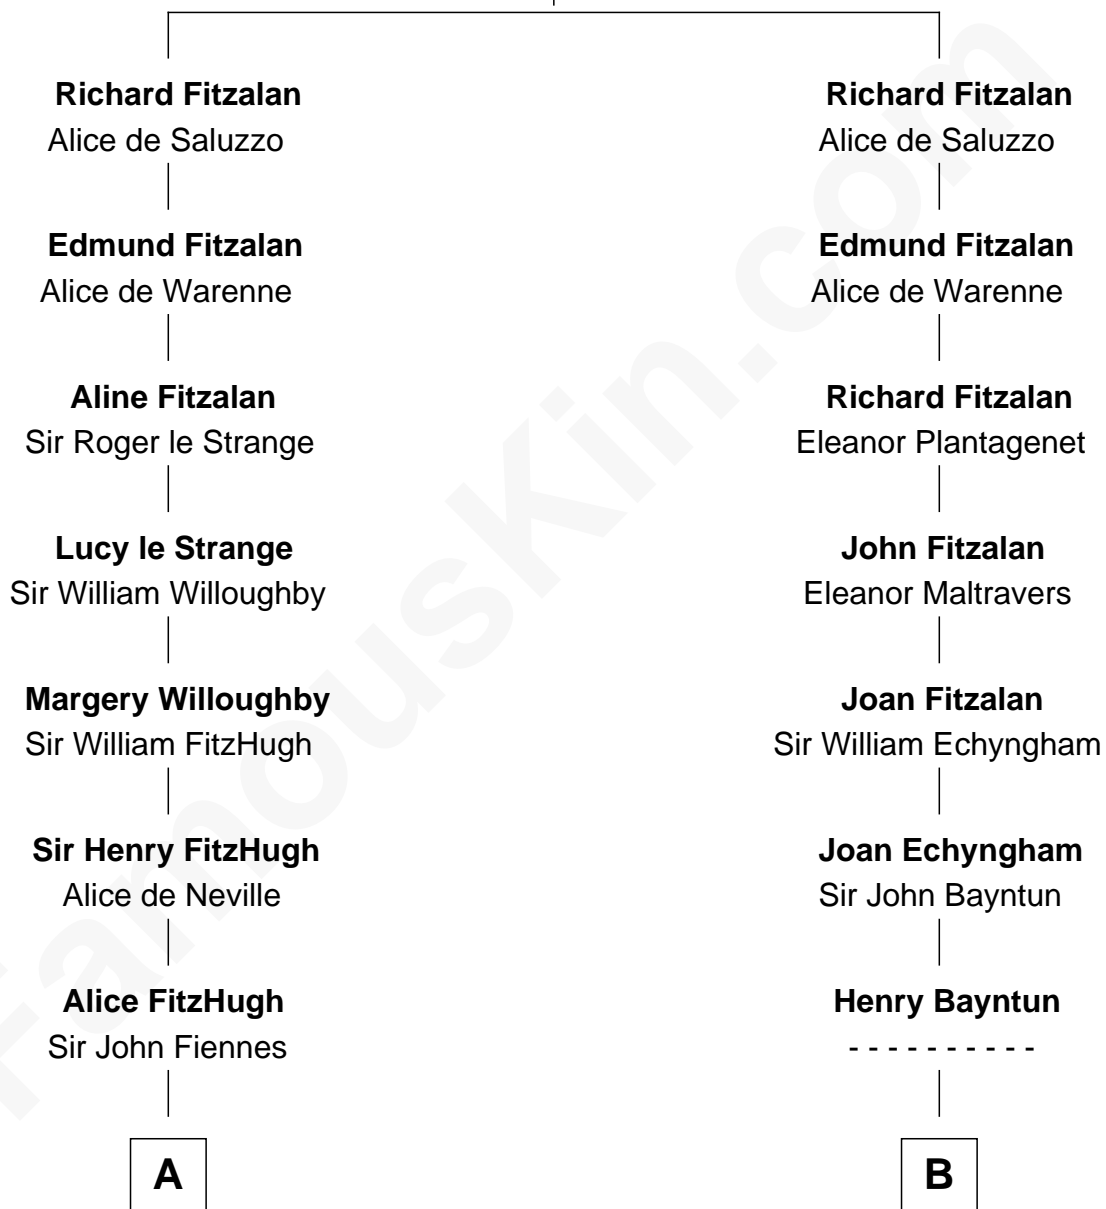 Richard Fitzalan
Alice de Saluzzo
Edmund Fitzalan
Alice de Warenne
Aline Fitzalan
Sir Roger le Strange
Lucy le Strange
Sir William Willoughby
Margery Willoughby
Sir William FitzHugh
Sir Henry FitzHugh
Alice de Neville
Alice FitzHugh
Sir John Fiennes
A
Richard Fitzalan
Alice de Saluzzo
Edmund Fitzalan
Alice de Warenne
Richard Fitzalan
Eleanor Plantagenet
John Fitzalan
Eleanor Maltravers
Joan Fitzalan
Sir William Echyngham
Joan Echyngham
Sir John Bayntun
Henry Bayntun
- - - - - - - - - -
B
FamousKin.com